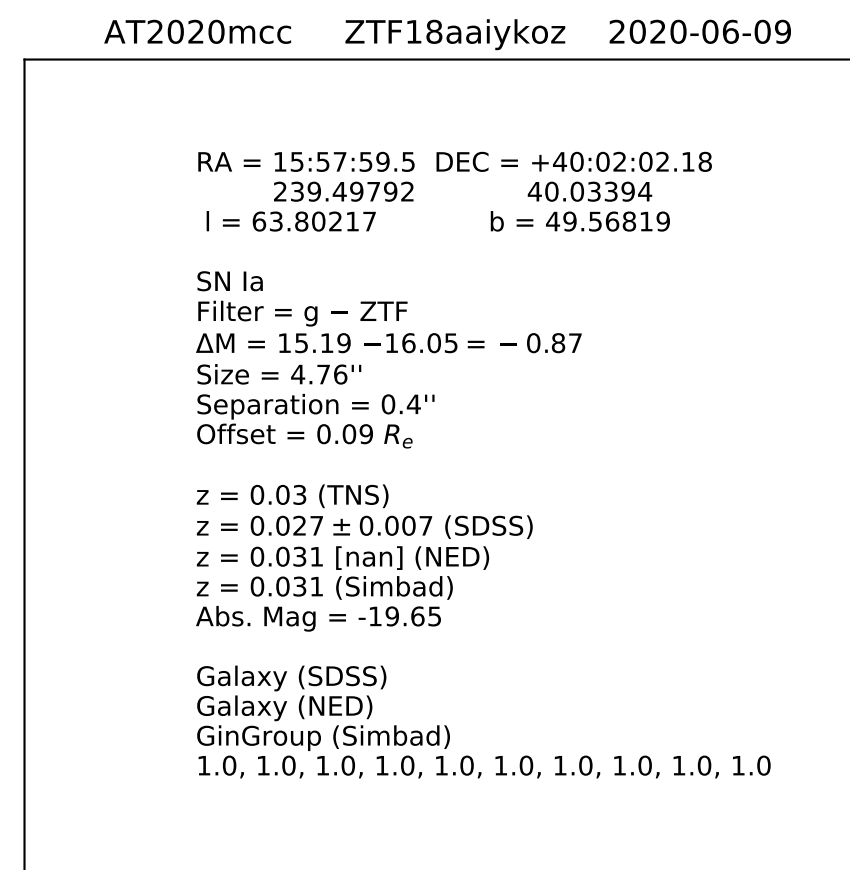 AT2020mcc ZTF18aaiykoz 2020-06-09
RA = 15:57:59.5 DEC = +40:02:02.18
239.49792 40.03394
l = 63.80217 b = 49.56819
SN Ia
Filter = g − ZTF
ΔM = 15.19 −16.05 = − 0.87
Size = 4.76''
Separation = 0.4''
Offset = 0.09 Rₑ
z = 0.03 (TNS)
z = 0.027 ± 0.007 (SDSS)
z = 0.031 [nan] (NED)
z = 0.031 (Simbad)
Abs. Mag = -19.65
Galaxy (SDSS)
Galaxy (NED)
GinGroup (Simbad)
1.0, 1.0, 1.0, 1.0, 1.0, 1.0, 1.0, 1.0, 1.0, 1.0